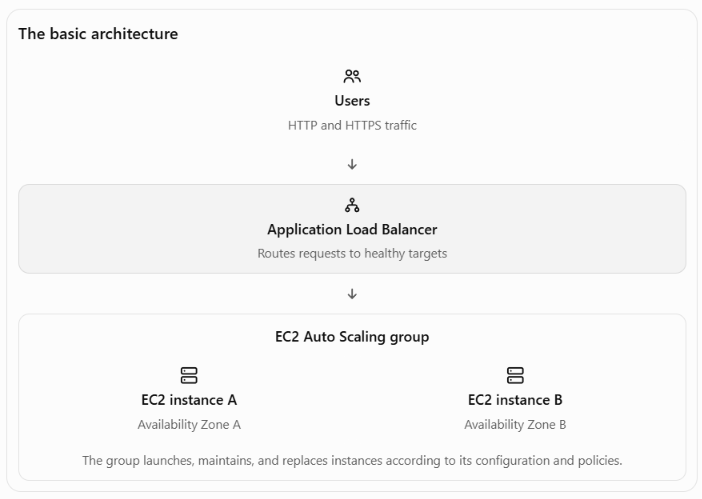 The basic architecture
Users
HTTP and HTTPS traffic
Application Load Balancer
Routes requests to healthy targets
EC2 Auto Scaling group
EC2 instance A
Availability Zone A
EC2 instance B
Availability Zone B
The group launches, maintains, and replaces instances according to its configuration and policies.